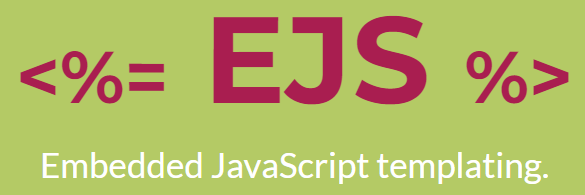 <%= EJS %>
Embedded JavaScript templating.